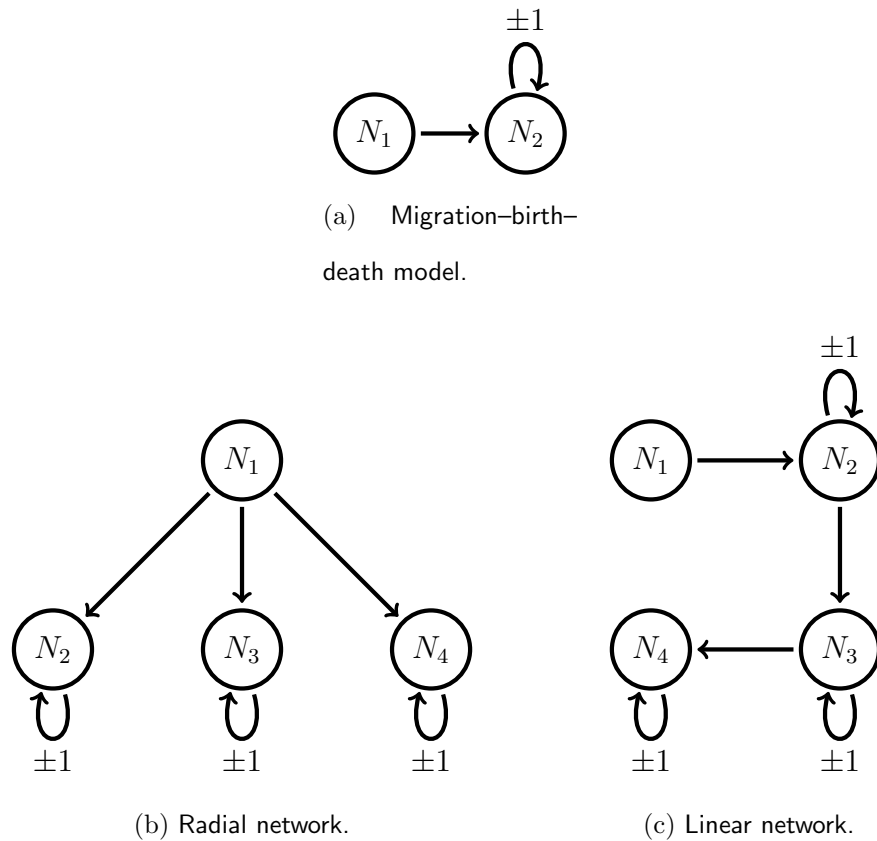 ±1
N₁ N₂
(a) Migration–birth–
death model.
±1
N₁ N₁ N₂
N₂ N₃ N₄ N₄ N₃
±1 ±1 ±1 ±1 ±1
(b) Radial network. (c) Linear network.